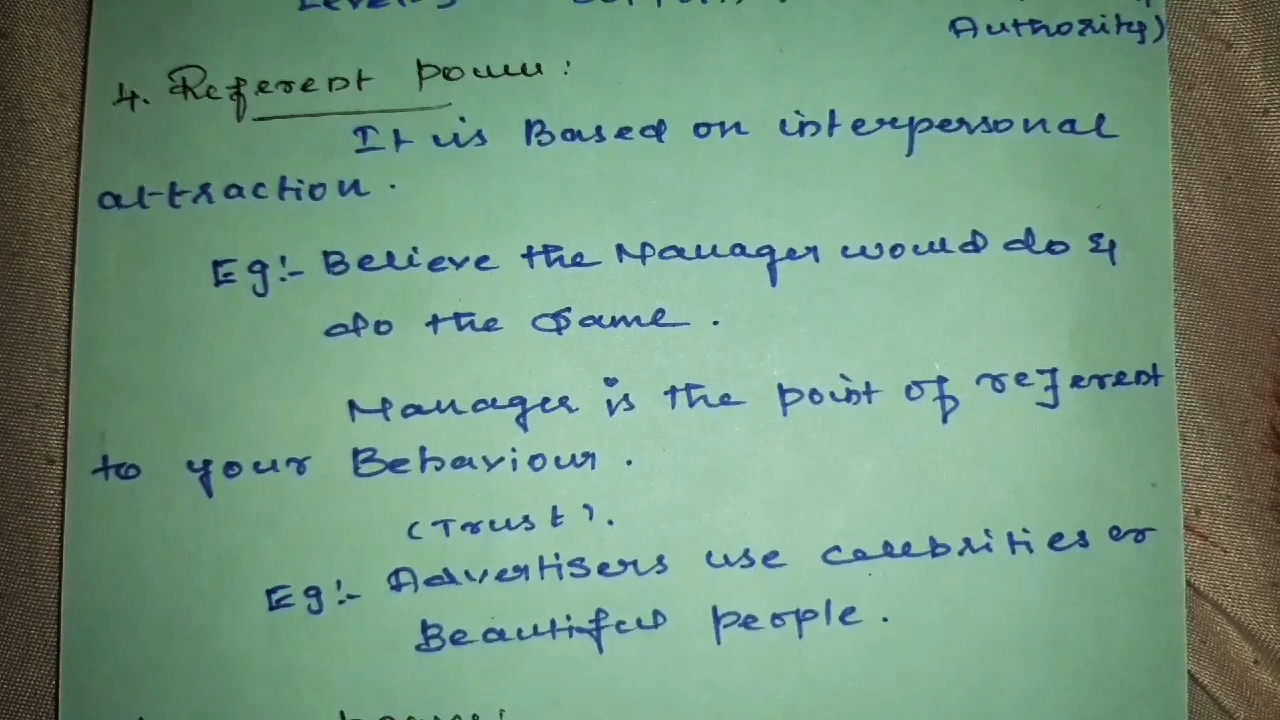 Authority)
4. Referent power:
It is Based on interpersonal
attraction.
Eg:- Believe the Manager would do &
do the same.
Manager is the point of referent
to your Behaviour.
(Trust).
Eg:- Advertisers use celebrities or
Beautiful people.